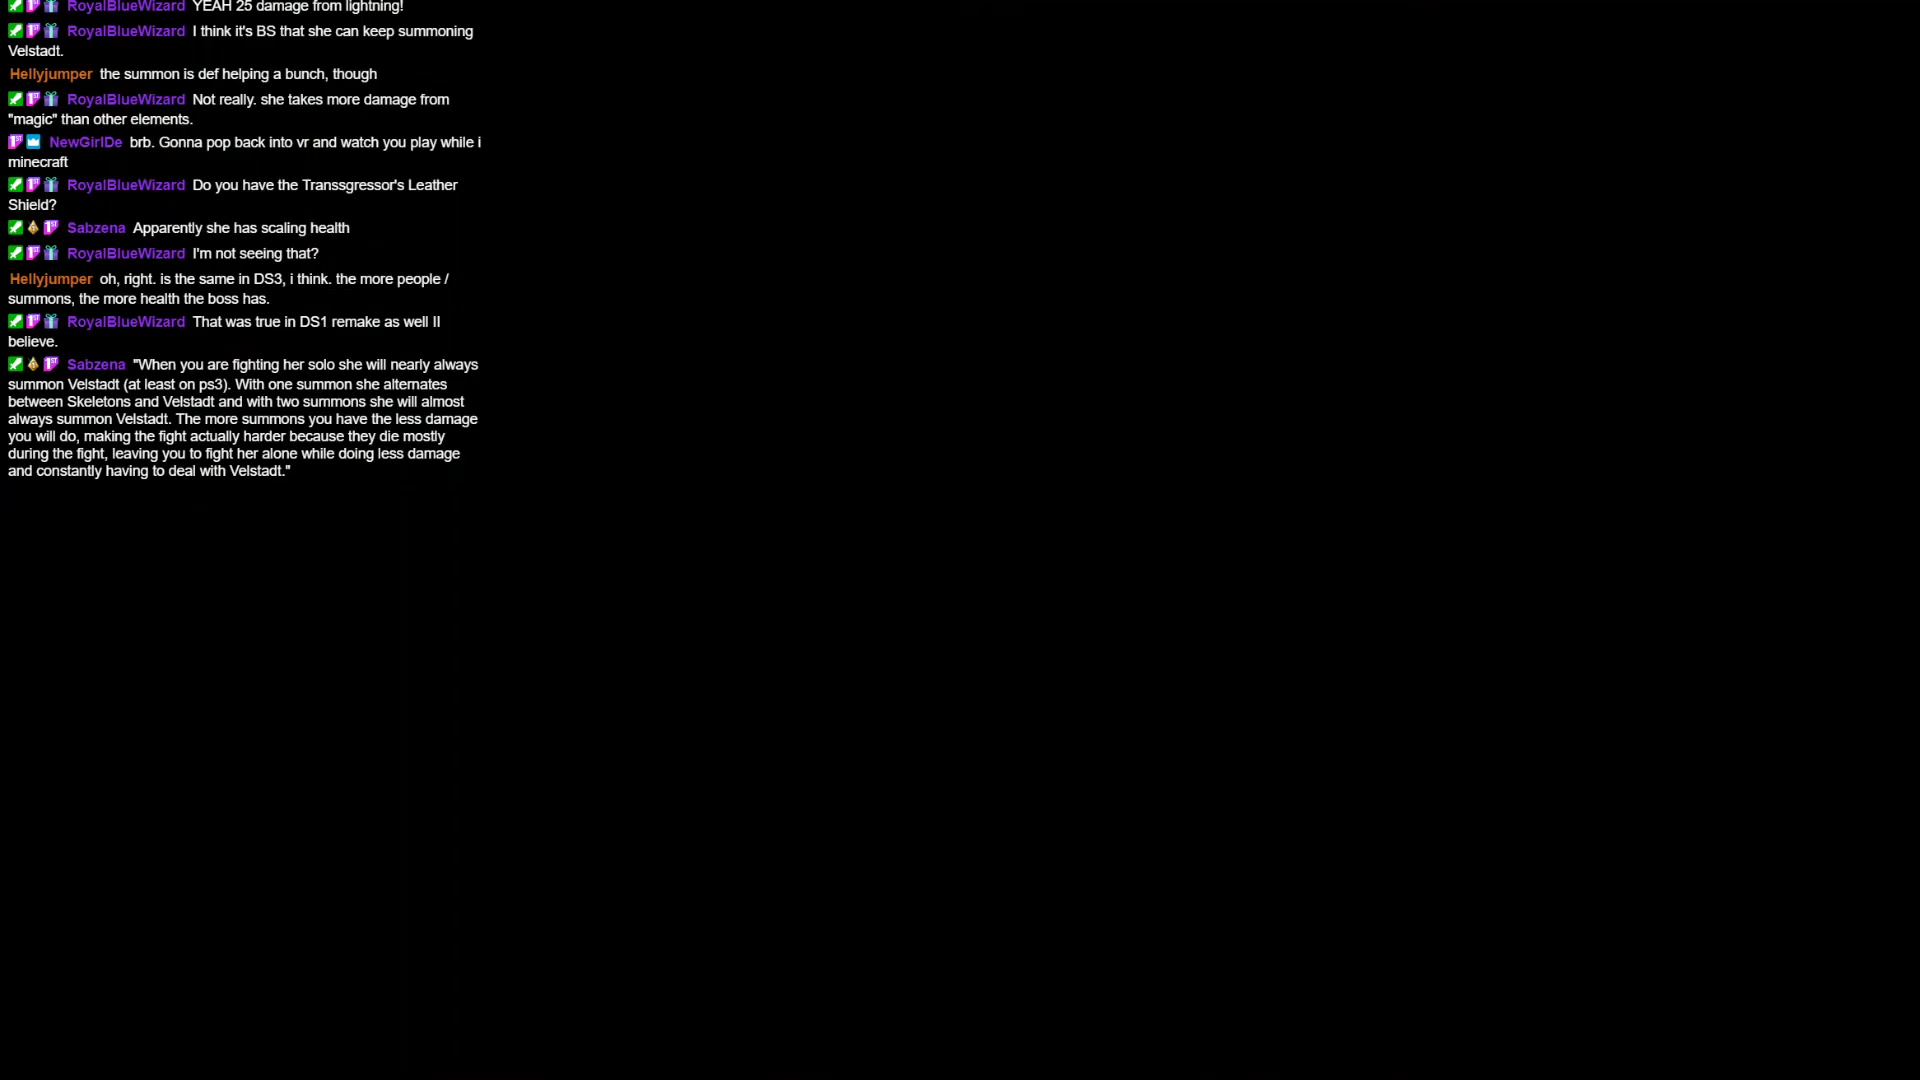 RoyalBlueWizard YEAH 25 damage from lightning!
RoyalBlueWizard I think it's BS that she can keep summoning
Velstadt.
Hellyjumper the summon is def helping a bunch, though
RoyalBlueWizard Not really. she takes more damage from
"magic" than other elements.
NewGirlDe brb. Gonna pop back into vr and watch you play while i
minecraft
RoyalBlueWizard Do you have the Transsgressor's Leather
Shield?
Sabzena Apparently she has scaling health
RoyalBlueWizard I'm not seeing that?
Hellyjumper oh, right. is the same in DS3, i think. the more people /
summons, the more health the boss has.
RoyalBlueWizard That was true in DS1 remake as well II
believe.
Sabzena "When you are fighting her solo she will nearly always
summon Velstadt (at least on ps3). With one summon she alternates
between Skeletons and Velstadt and with two summons she will almost
always summon Velstadt. The more summons you have the less damage
you will do, making the fight actually harder because they die mostly
during the fight, leaving you to fight her alone while doing less damage
and constantly having to deal with Velstadt."